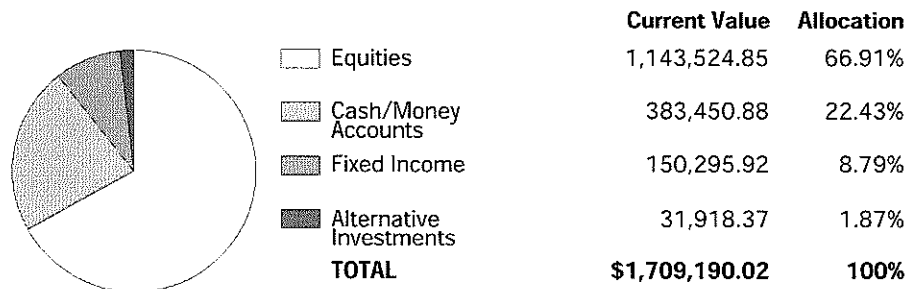 Current Value Allocation
Equities 1,143,524.85 66.91%
Cash/Money
Accounts 383,450.88 22.43%
Fixed Income 150,295.92 8.79%
Alternative
Investments 31,918.37 1.87%
TOTAL $1,709,190.02 100%